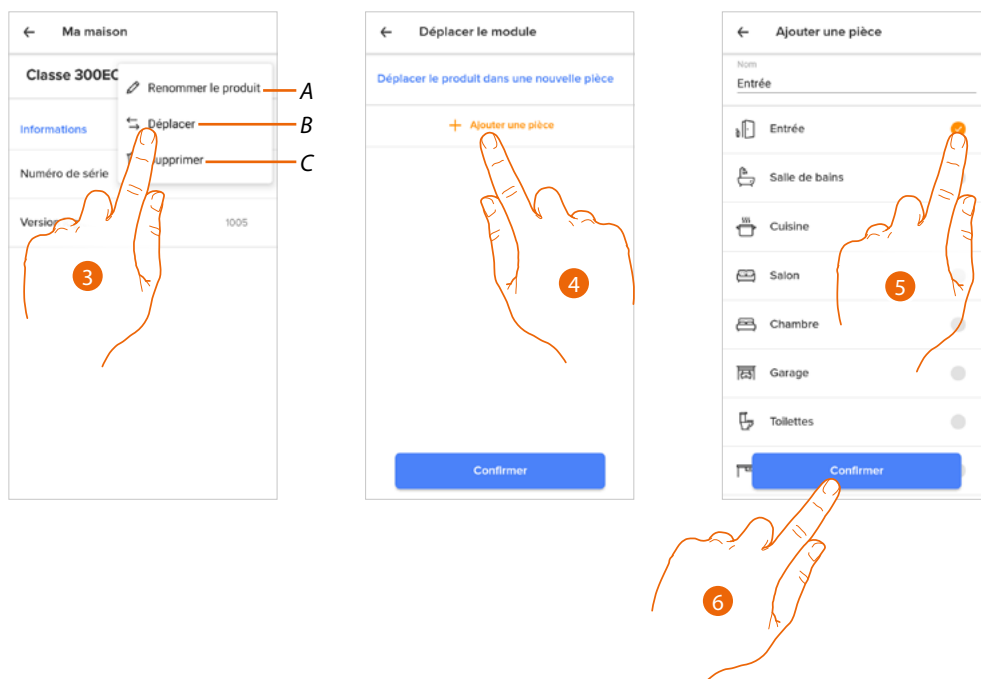 Ma maison
Classe 300EC
Renommer le produit
A
Déplacer
B
Supprimer
C
Informations
Numéro de série
Version
1005
3
Déplacer le module
Déplacer le produit dans une nouvelle pièce
+ Ajouter une pièce
4
Confirmer
Ajouter une pièce
Nom
Entrée
Entrée
Salle de bains
Cuisine
Salon
5
Chambre
Garage
Toilettes
Confirmer
6